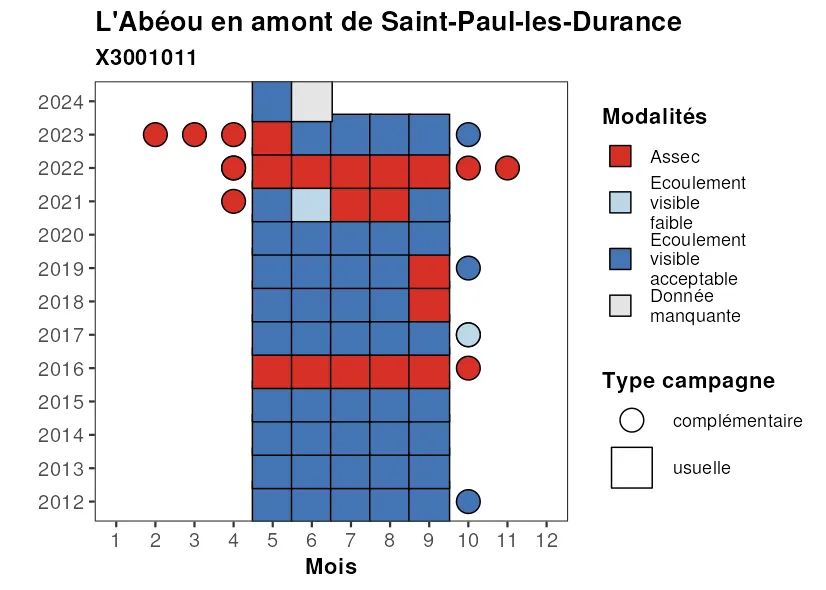 L'Abéou en amont de Saint-Paul-les-Durance
X3001011
2024
2023
2022
2021
2020
2019
2018
2017
2016
2015
2014
2013
2012
1 2 3 4 5 6 7 8 9 10 11 12
Mois
Modalités
Assec
Ecoulement
visible
faible
Ecoulement
visible
acceptable
Donnée
manquante
Type campagne
complémentaire
usuelle